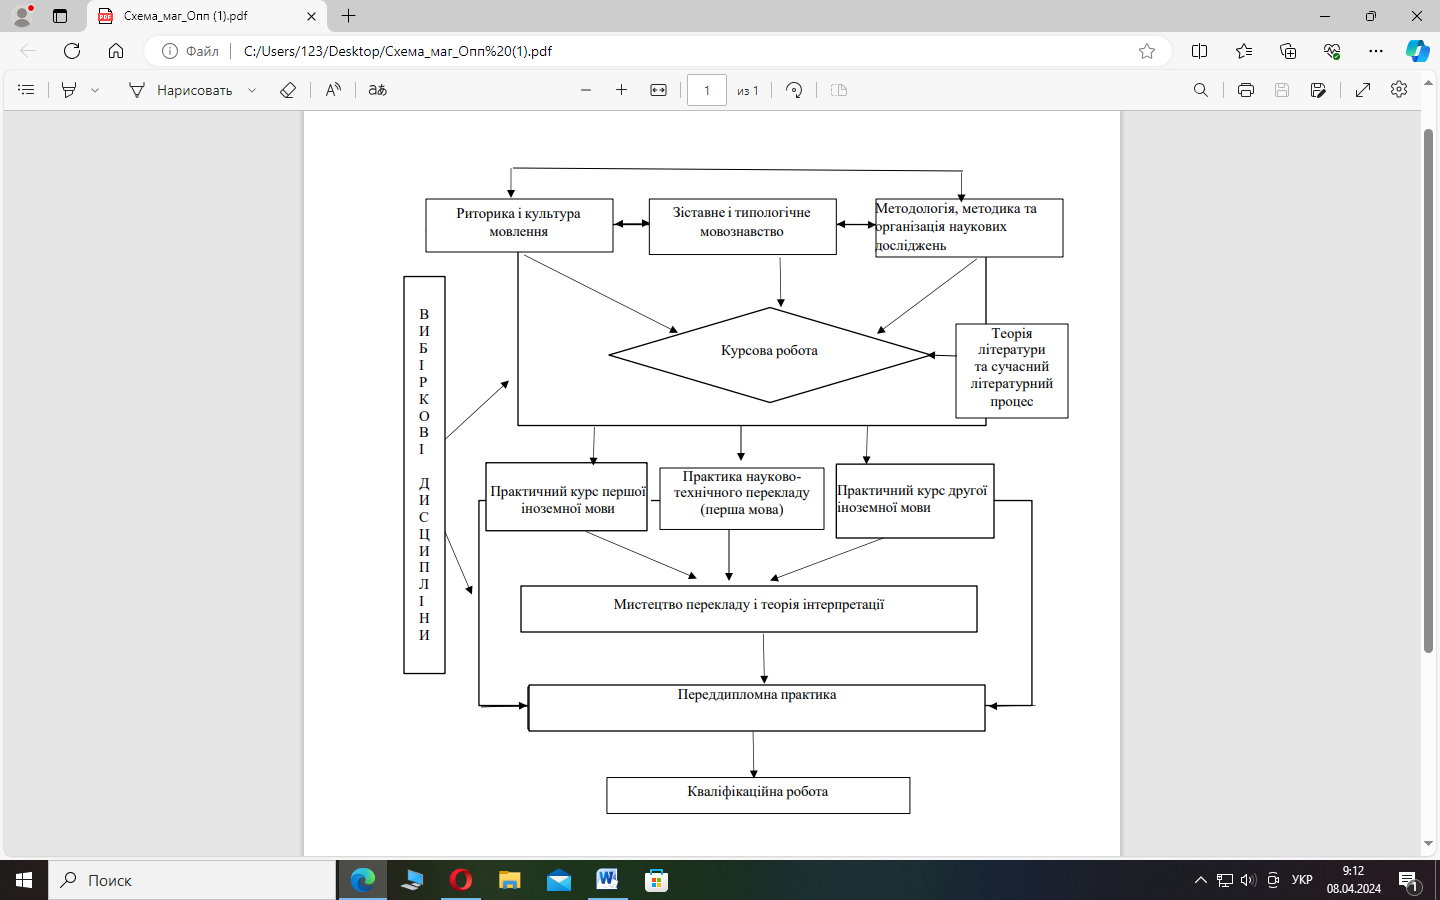 Схема_маг_Опп (1).pdf
Файл
C:/Users/123/Desktop/Схема_маг_Опп%20(1).pdf
Нарисовать
1
из 1
Риторика і культура
мовлення
Зіставне і типологічне
мовознавство
Методологія, методика та
організація наукових
досліджень
Курсова робота
Теорія
літератури
та сучасний
літературний
процес
В
И
Б
І
Р
К
О
В
І
Д
И
С
Ц
И
П
Л
І
Н
И
Практичний курс першої
іноземної мови
Практика науково-
технічного перекладу
(перша мова)
Практичний курс другої
іноземної мови
Мистецтво перекладу і теорія інтерпретації
Переддипломна практика
Кваліфікаційна робота
Поиск
УКР
9:12
08.04.2024
1